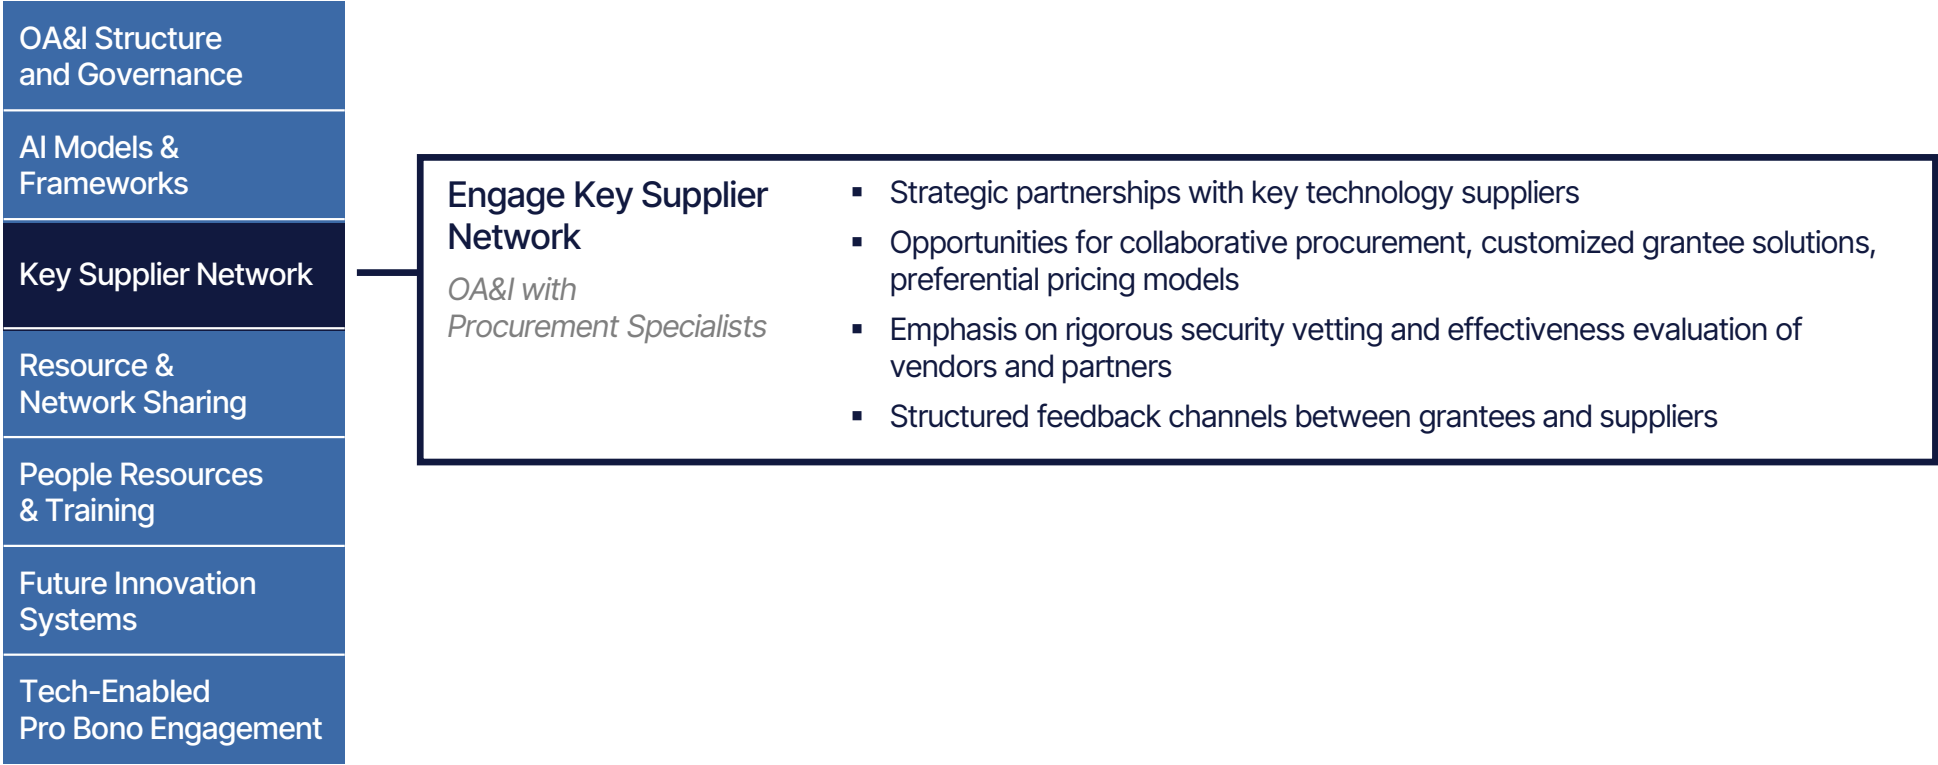 OA&I Structure
and Governance
AI Models &
Frameworks
Key Supplier Network
Resource &
Network Sharing
People Resources
& Training
Future Innovation
Systems
Tech-Enabled
Pro Bono Engagement
Engage Key Supplier
Network
OA&I with
Procurement Specialists
▪ Strategic partnerships with key technology suppliers
▪ Opportunities for collaborative procurement, customized grantee solutions,
preferential pricing models
▪ Emphasis on rigorous security vetting and effectiveness evaluation of
vendors and partners
▪ Structured feedback channels between grantees and suppliers